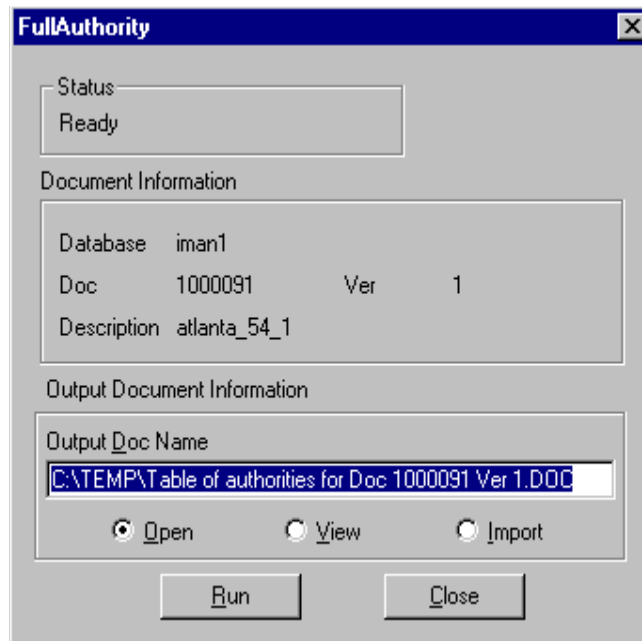 FullAuthority
Status
Ready
Document Information
Database iman1
Doc 1000091 Ver 1
Description atlanta_54_1
Output Document Information
Output Doc Name
C:\TEMP\Table of authorities for Doc 1000091 Ver 1.DOC
Open View Import
Run Close